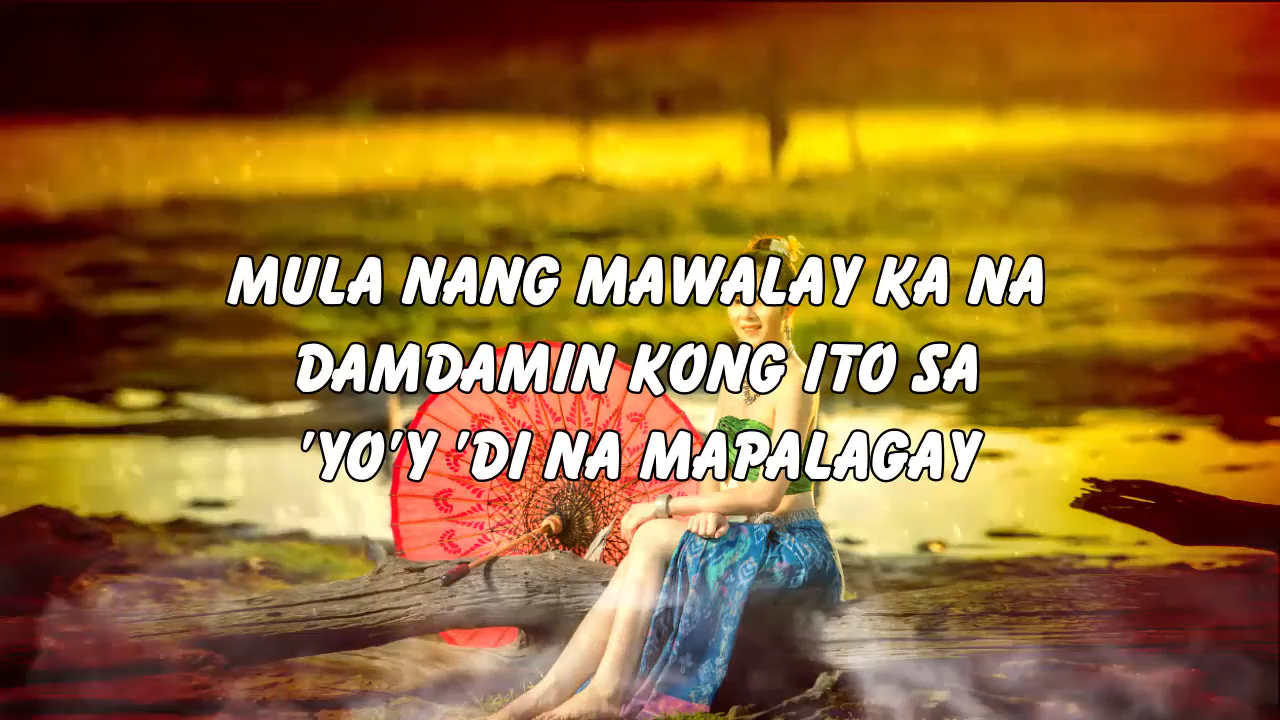 MULA NANG MAWALAY KA NA
DAMDAMIN KONG ITO SA
'YO'Y 'DI NA MAPALAGAY